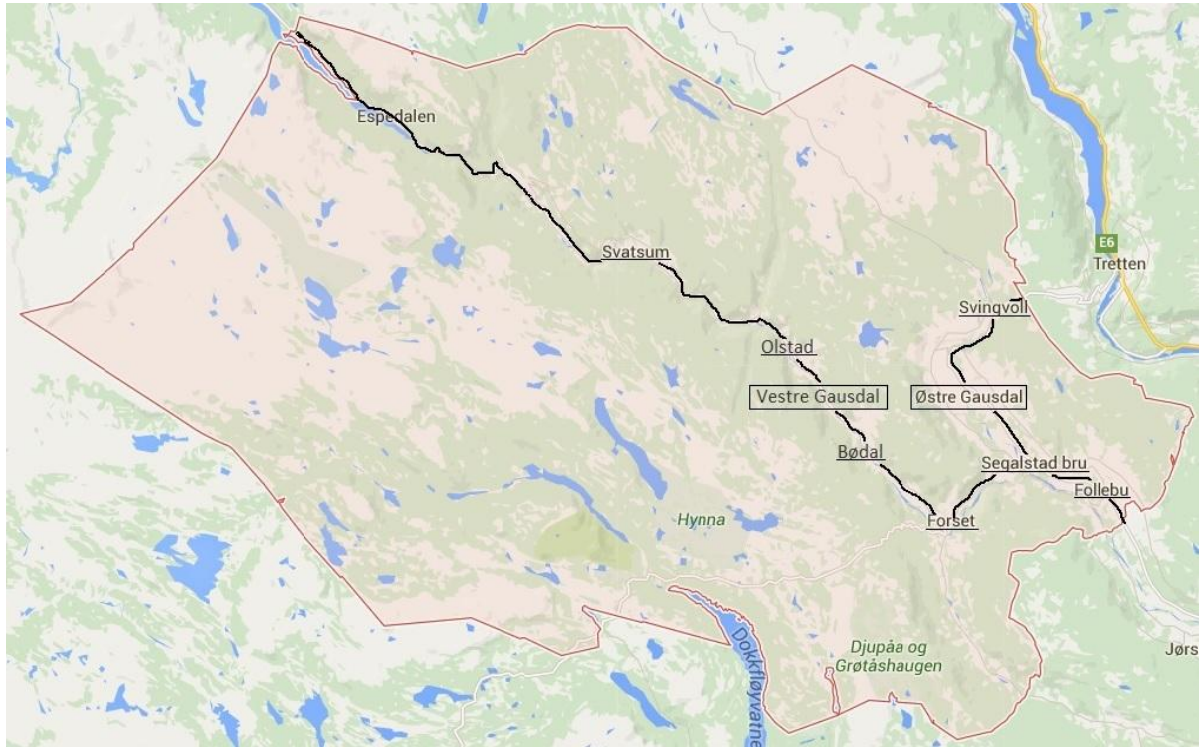 Espedalen
Svatsum
E6
Tretten
Svingvoll
Olstad
Vestre Gausdal
Østre Gausdal
Bødal
Segalstad bru
Follebu
Hynna
Forset
Dokkfløyvatne
Djupåa og
Grøtåshaugen
Jørs